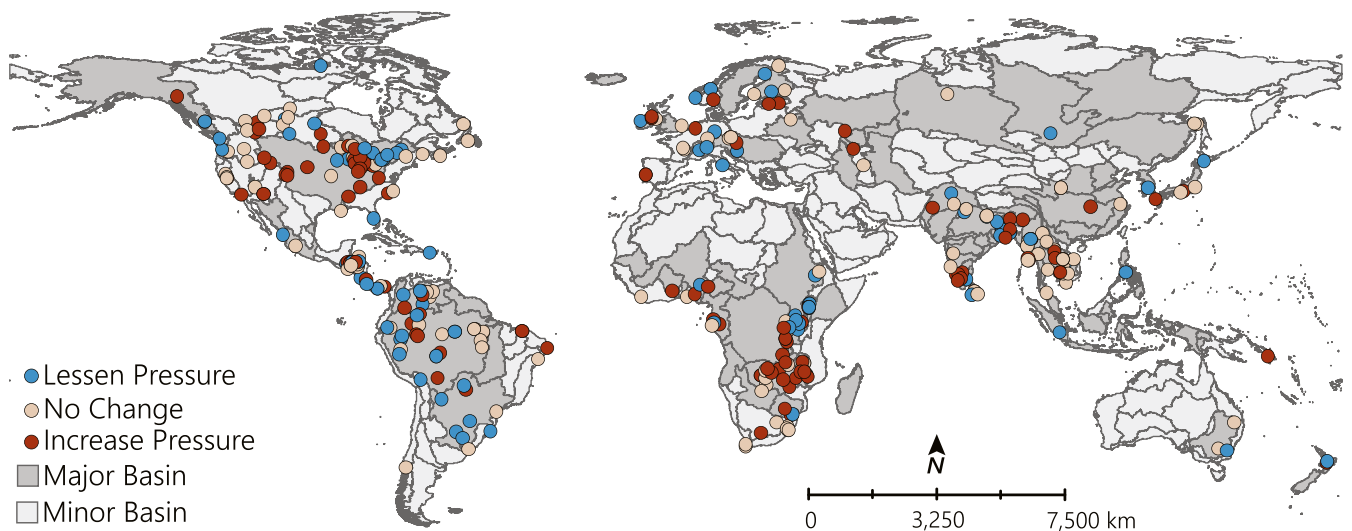 Lessen Pressure
No Change
Increase Pressure
Major Basin
Minor Basin
N
0 3,250 7,500 km